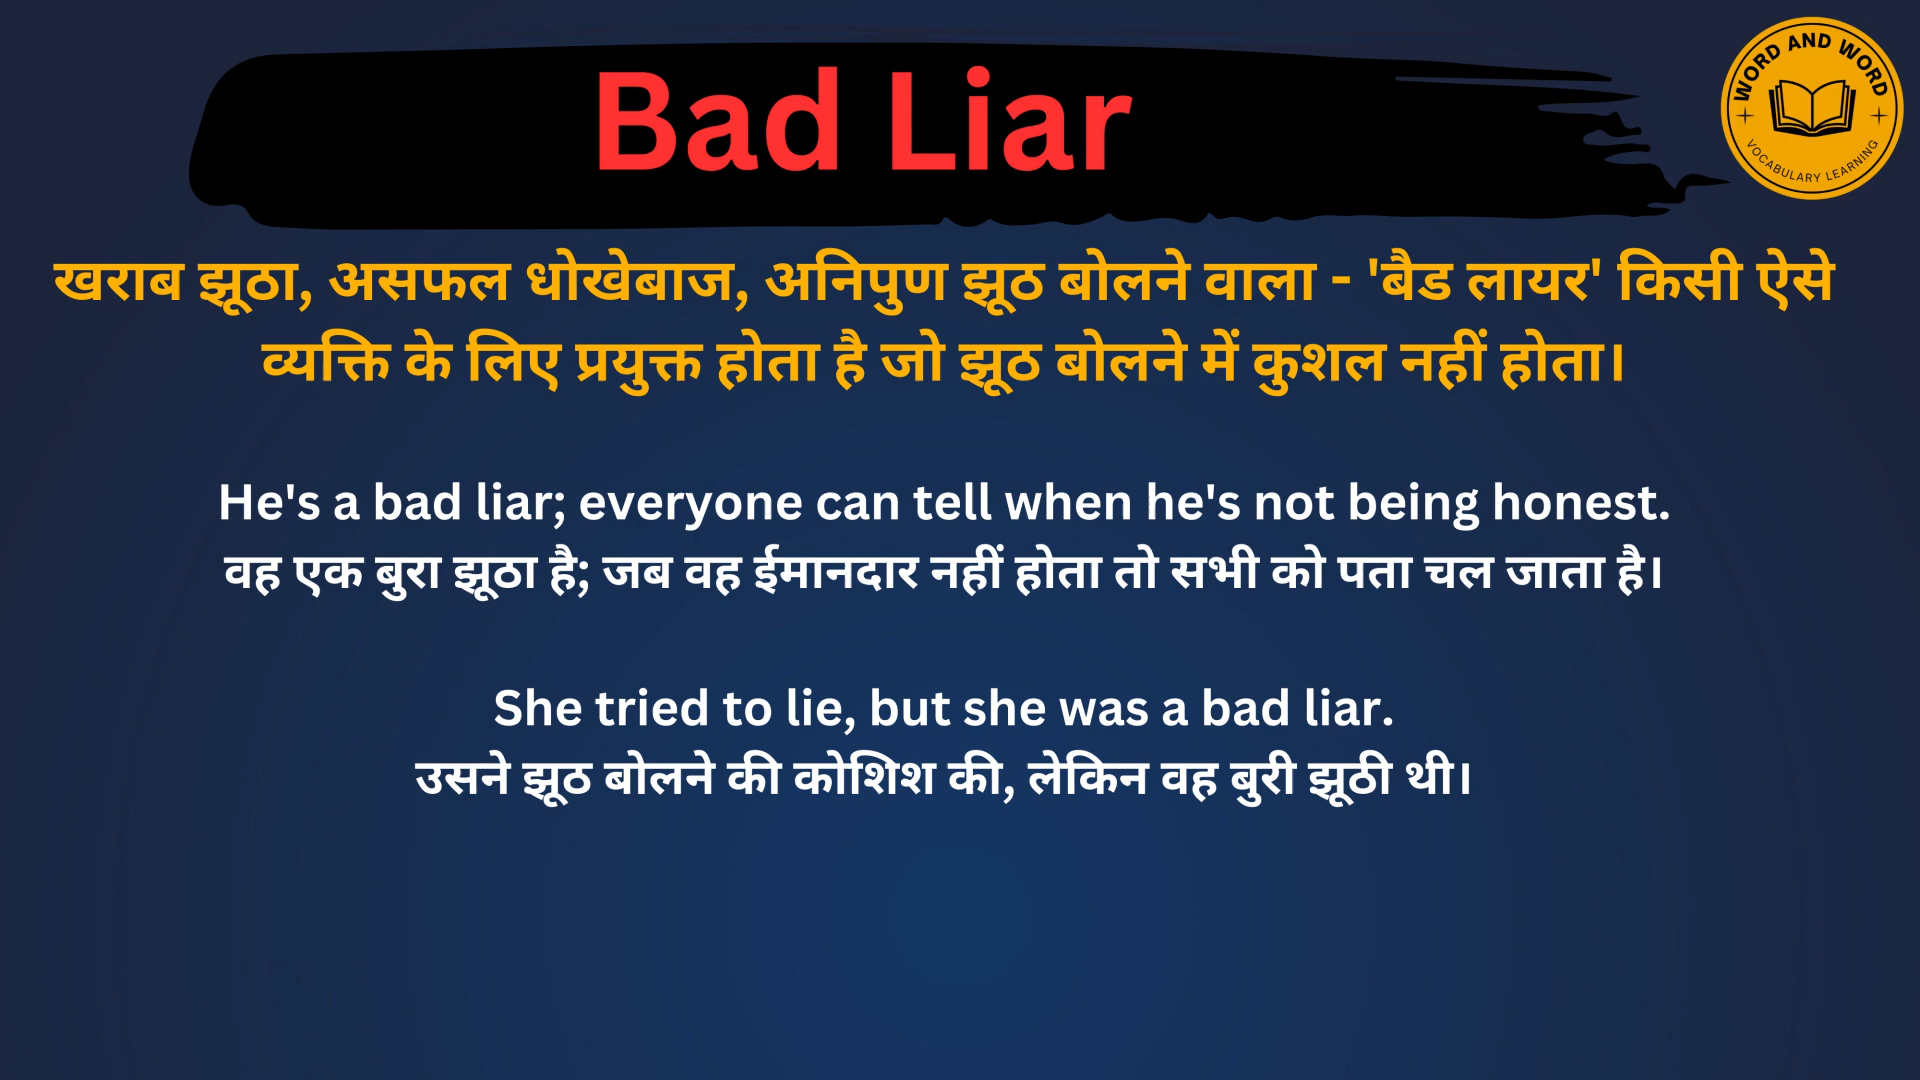 Bad Liar
WORD AND WORD
VOCABULARY LEARNING
खराब झूठा, असफल धोखेबाज, अनिपुण झूठ बोलने वाला - 'बैड लायर' किसी ऐसे
व्यक्ति के लिए प्रयुक्त होता है जो झूठ बोलने में कुशल नहीं होता।
He's a bad liar; everyone can tell when he's not being honest.
वह एक बुरा झूठा है; जब वह ईमानदार नहीं होता तो सभी को पता चल जाता है।
She tried to lie, but she was a bad liar.
उसने झूठ बोलने की कोशिश की, लेकिन वह बुरी झूठी थी।